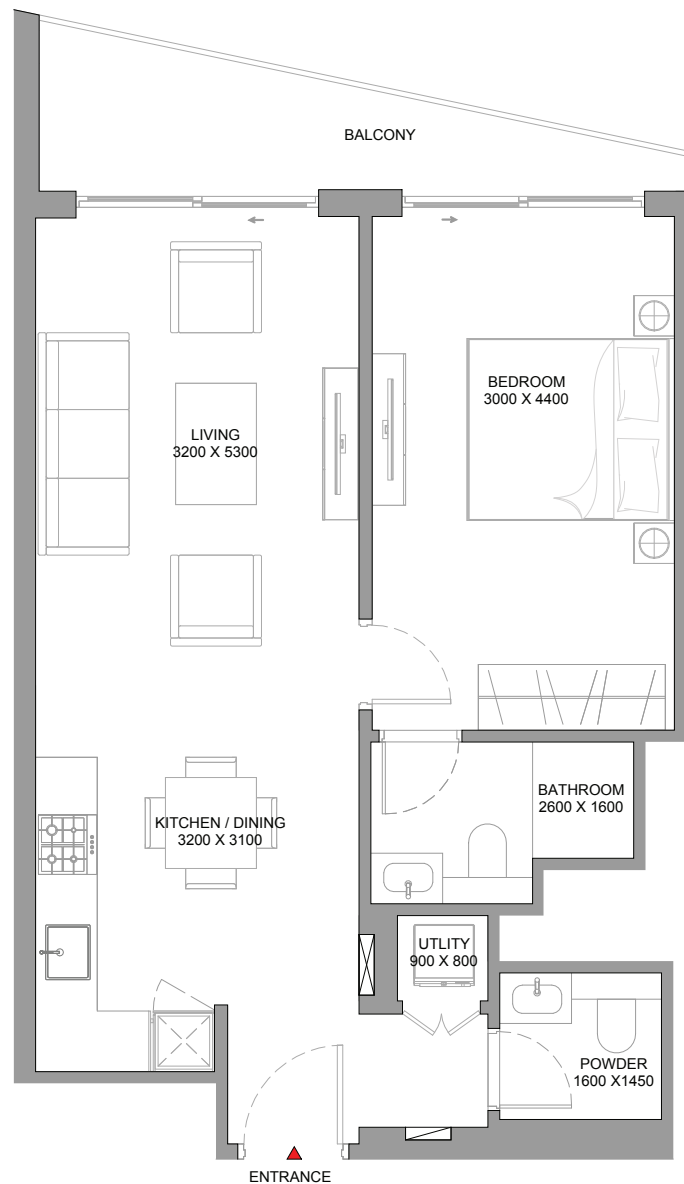 BALCONY
BEDROOM
3000 X 4400
LIVING
3200 X 5300
BATHROOM
2600 X 1600
KITCHEN / DINING
3200 X 3100
UTLITY
900 X 800
POWDER
1600 X1450
ENTRANCE